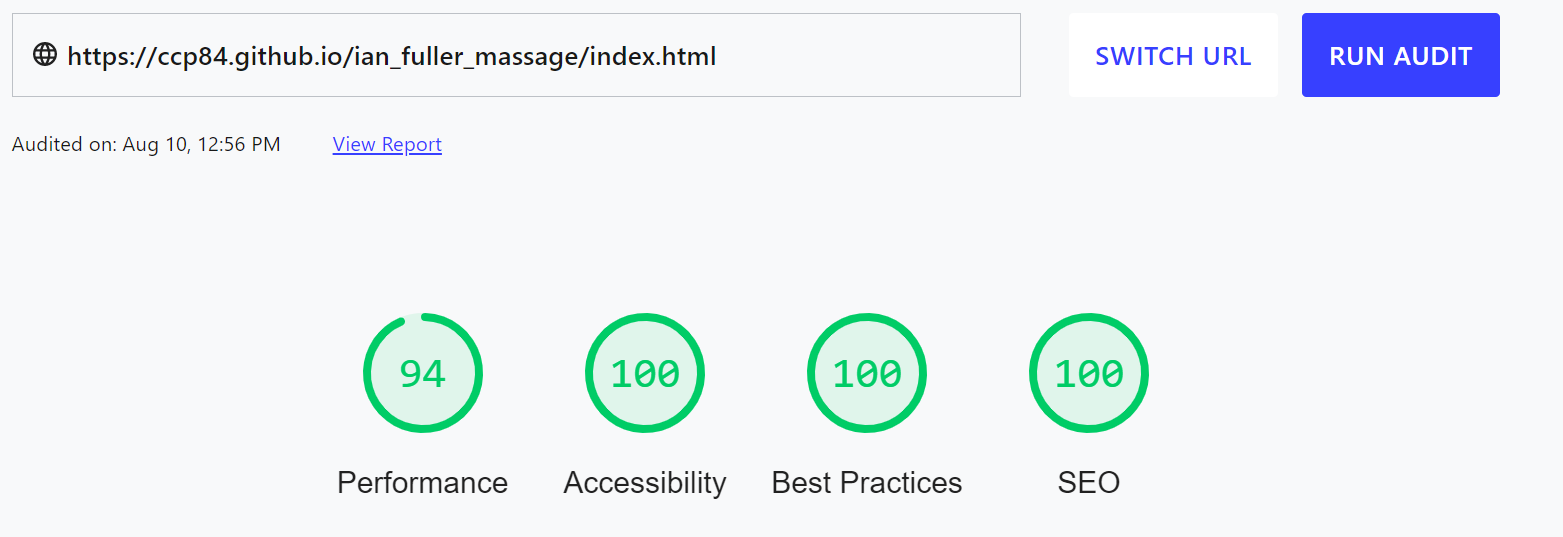 https://ccp84.github.io/ian_fuller_massage/index.html SWITCH URL RUN AUDIT
Audited on: Aug 10, 12:56 PM View Report
94 100 100 100
Performance Accessibility Best Practices SEO